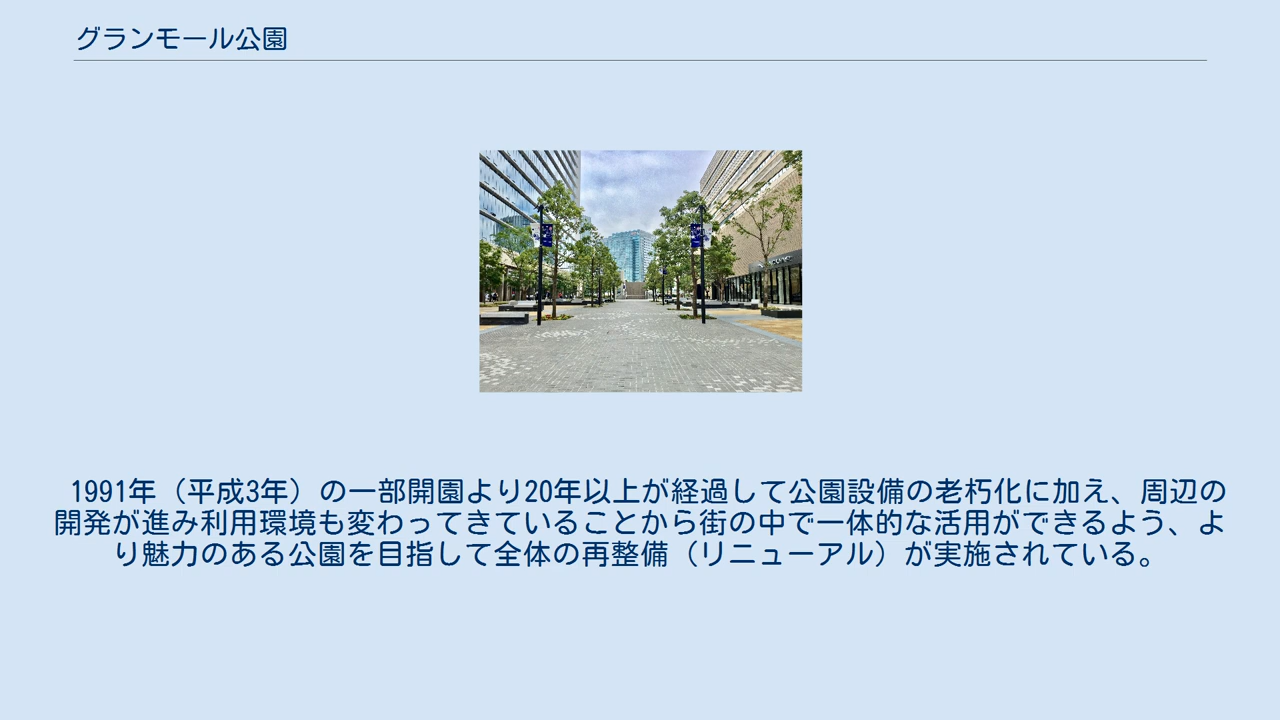 グランモール公園
1991年（平成3年）の一部開園より20年以上が経過して公園設備の老朽化に加え、周辺の
開発が進み利用環境も変わってきていることから街の中で一体的な活用ができるよう、よ
り魅力のある公園を目指して全体の再整備（リニューアル）が実施されている。